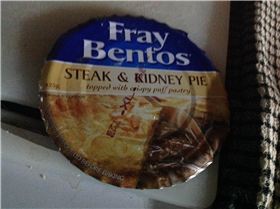 Fray
Bentos
STEAK & KIDNEY PIE
topped with crispy puff pastry